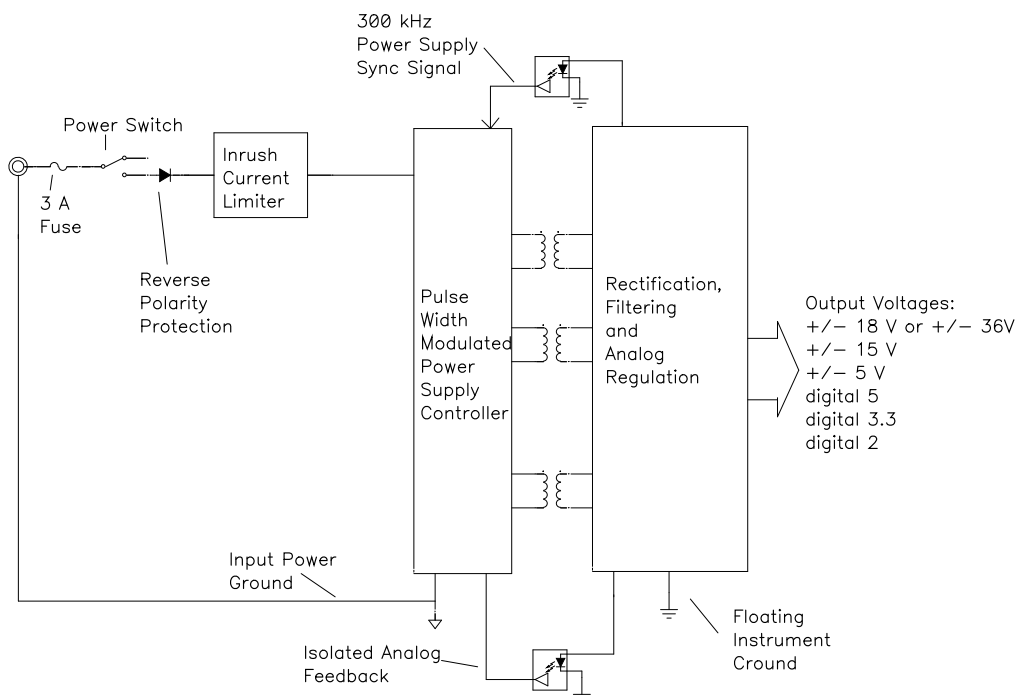 300 kHz
Power Supply
Sync Signal
Power Switch
Inrush
Current
Limiter
3 A
Fuse
Reverse
Polarity
Protection
Pulse
Width
Modulated
Power
Supply
Controller
Rectification,
Filtering
and
Analog
Regulation
Output Voltages:
+/− 18 V or +/− 36V
+/− 15 V
+/− 5 V
digital 5
digital 3.3
digital 2
Input Power
Ground
Isolated Analog
Feedback
Floating
Instrument
Ground